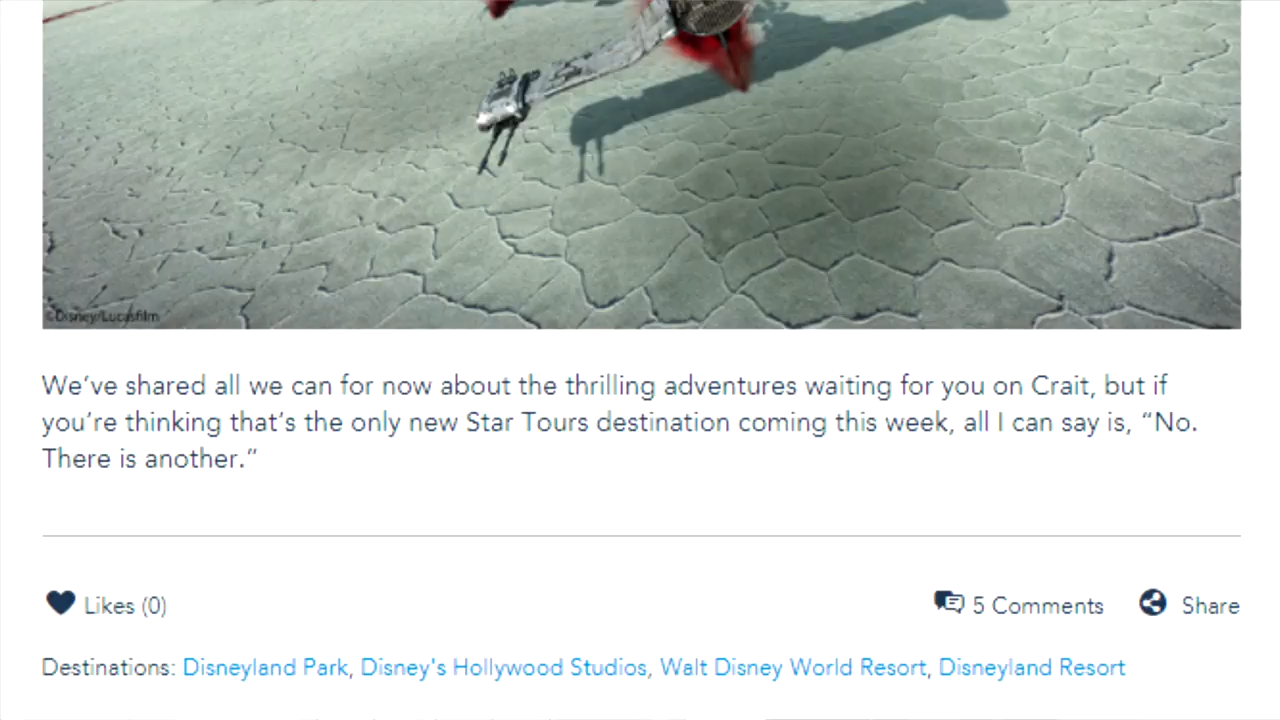 ©Disney/Lucasfilm
We’ve shared all we can for now about the thrilling adventures waiting for you on Crait, but if
you’re thinking that’s the only new Star Tours destination coming this week, all I can say is, “No.
There is another.”
Likes (0)
5 Comments
Share
Destinations: Disneyland Park, Disney's Hollywood Studios, Walt Disney World Resort, Disneyland Resort